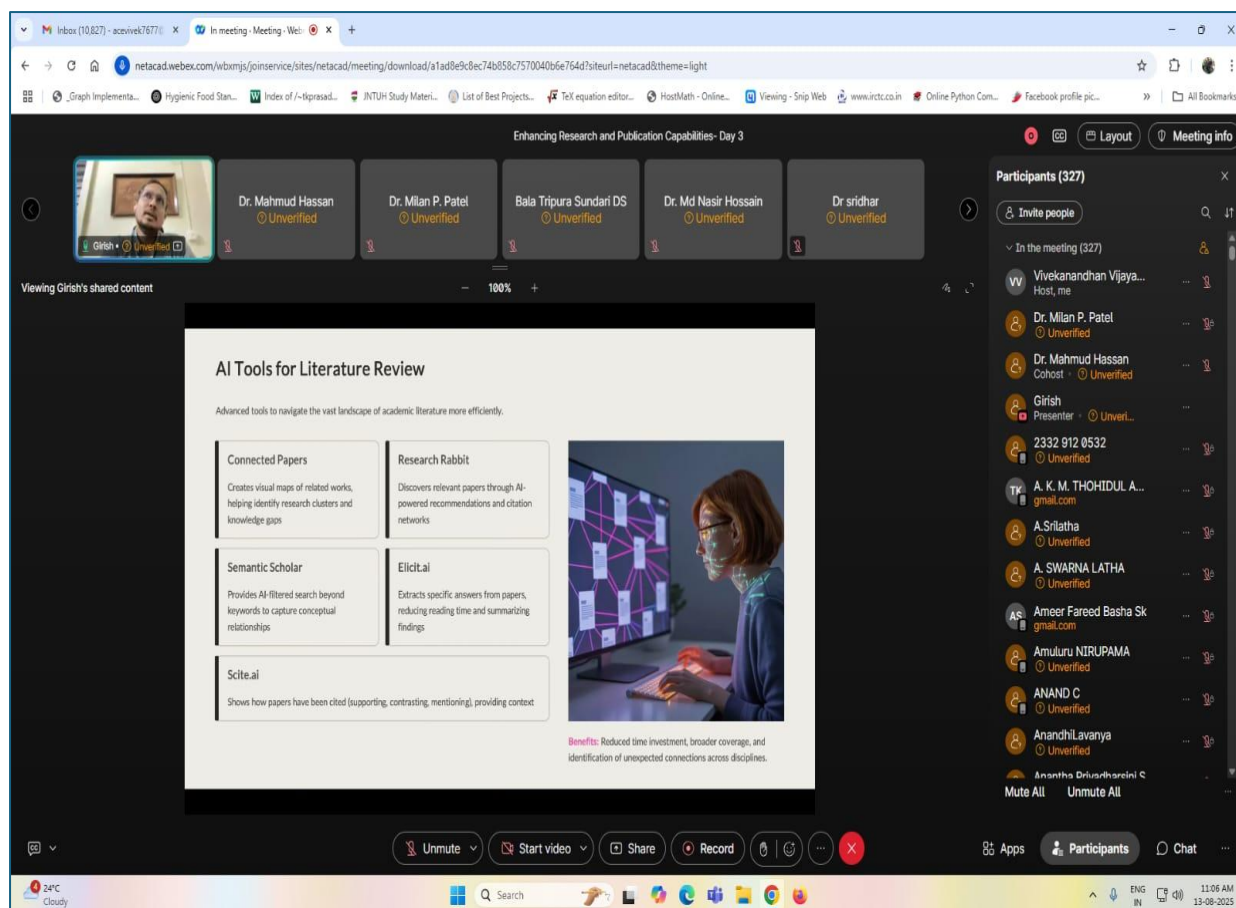 Inbox (10,827) - acevivek7677@
In meeting - Meeting - Web
netacad.webex.com/wbxmjs/joinservice/sites/netacad/meeting/download/a1ad8e9c8ec74b858c7570040b6e764d?siteurl=netacad&theme=light
_Graph Implementa...
Hygienic Food Stan...
Index of /~tkprasad...
JNTUH Study Materi...
List of Best Projects...
TeX equation editor...
HostMath - Online...
Viewing - Snip Web
www.irctc.co.in
Online Python Com...
Facebook profile pic...
»
All Bookmarks
Enhancing Research and Publication Capabilities- Day 3
CC
Layout
Meeting info
Girish • Unverified
Dr. Mahmud Hassan
Unverified
Dr. Milan P. Patel
Unverified
Bala Tripura Sundari DS
Unverified
Dr. Md Nasir Hossain
Unverified
Dr sridhar
Unverified
Viewing Girish's shared content
100%
AI Tools for Literature Review
Advanced tools to navigate the vast landscape of academic literature more efficiently.
Connected Papers
Creates visual maps of related works,
helping identify research clusters and
knowledge gaps
Research Rabbit
Discovers relevant papers through AI-
powered recommendations and citation
networks
Semantic Scholar
Provides AI-filtered search beyond
keywords to capture conceptual
relationships
Elicit.ai
Extracts specific answers from papers,
reducing reading time and summarizing
findings
Scite.ai
Shows how papers have been cited (supporting, contrasting, mentioning), providing context
Benefits: Reduced time investment, broader coverage, and
identification of unexpected connections across disciplines.
Participants (327)
Invite people
In the meeting (327)
VV
Vivekanandhan Vijaya...
Host, me
Dr. Milan P. Patel
Unverified
Dr. Mahmud Hassan
Cohost • Unverified
Girish
Presenter • Unveri...
2332 912 0532
Unverified
TK
A. K. M. THOHIDUL A...
gmail.com
A.Srilatha
Unverified
A. SWARNA LATHA
Unverified
AS
Ameer Fareed Basha Sk
gmail.com
Amuluru NIRUPAMA
Unverified
ANAND C
Unverified
AnandhiLavanya
Unverified
Anantha Priyadharsini S
Mute All
Unmute All
Unmute
Start video
Share
Record
Apps
Participants
Chat
4
24°C
Cloudy
Search
ENG
IN
11:06 AM
13-08-2025